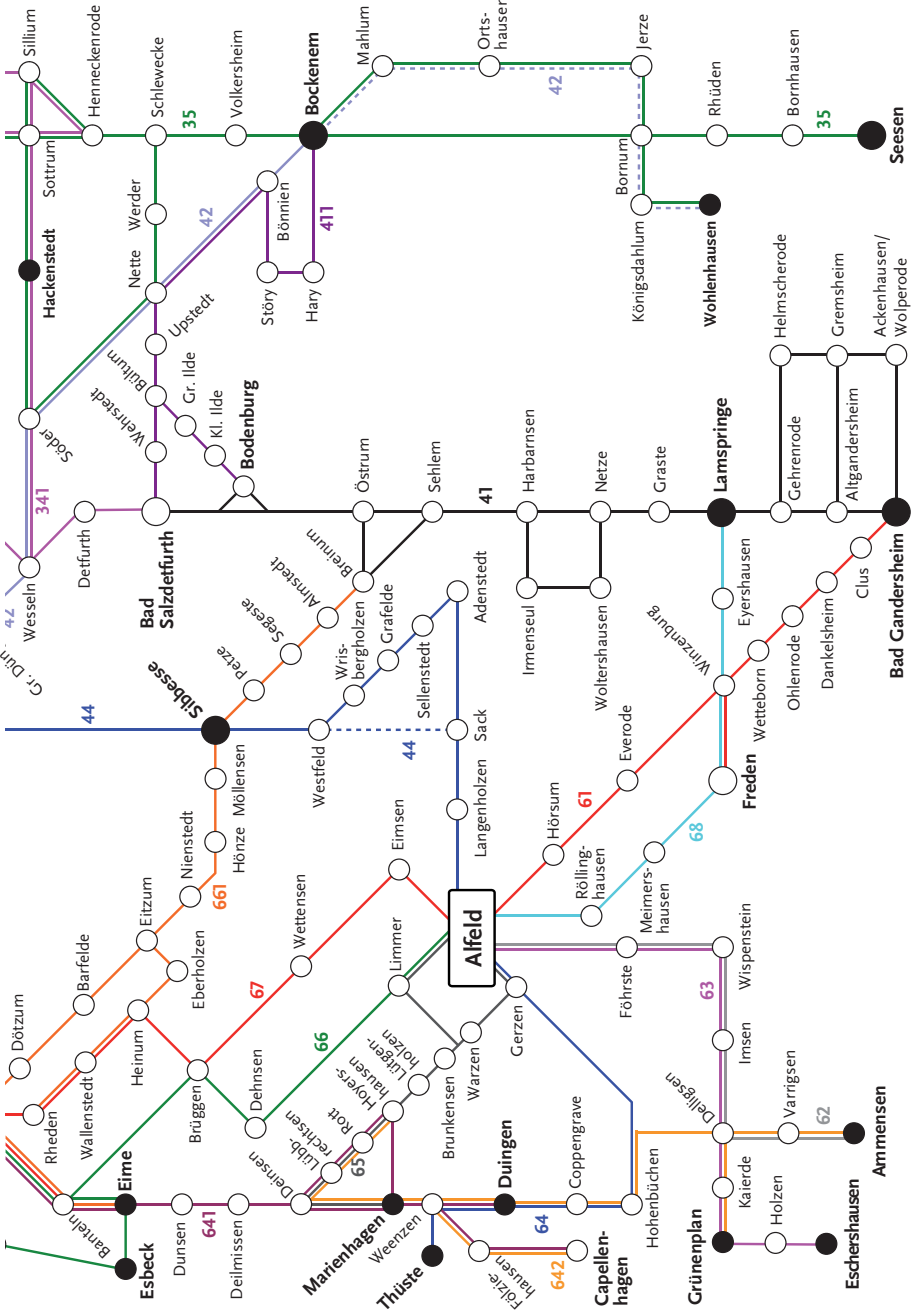 Sillium
Henneckenrode
Sottrum
Hackenstedt
Schlewecke
35
Volkersheim
Bockenem
Mahlum
Orts-
hausen
42
Jerze
Bornum
Rhüden
Bornhausen
35
Seesen
Königsdahlum
Wohlenhausen
Werder
Nette
42
Bönnien
411
Störy
Hary
Söder
Upstedt
Bültum
Wehrstedt
Gr. Ilde
Kl. Ilde
Bodenburg
341
42
Wesseln
Gr. Dün
Detfurth
Bad
Salzdetfurth
Östrum
Sehlem
Breinum
Almstedt
Segeste
Petze
Sibbesse
44
41
Harbarnsen
Netze
Graste
Lamspringe
Irmenseul
Woltershausen
Gehrenrode
Helmscherode
Altgandersheim
Gremsheim
Ackenhausen/
Wolperode
Bad Gandersheim
Clus
Dankelsheim
Ohlenrode
Wetteborn
Eyershausen
Winzenburg
Freden
Everode
61
Hörsum
68
Rölling-
hausen
Meimers-
hausen
Westfeld
Wris-
bergholzen
Grafelde
Sellenstedt
Adenstedt
44
Sack
Langenholzen
Alfeld
Möllensen
Hönze
661
Nienstedt
Eitzum
Eberholzen
Barfelde
Dötzum
Rheden
Wallenstedt
Heinum
Brüggen
67
Wettensen
Eimsen
Limmer
66
Dehnsen
Gerzen
Warzen
Brunkensen
Lütgen-
holzen
Hoyers-
hausen
Rott
65
Lübb-
rechtsen
Deinsen
Banteln
Eime
Esbeck
Dunsen
641
Deilmissen
Marienhagen
Weenzen
Thüste
Duingen
Fölzie-
hausen
642
Capellen-
hagen
64
Coppengrave
Hohenbüchen
Föhrste
63
Wispenstein
Imsen
Delligsen
Varrigsen
62
Ammensen
Kaierde
Grünenplan
Holzen
Eschershausen